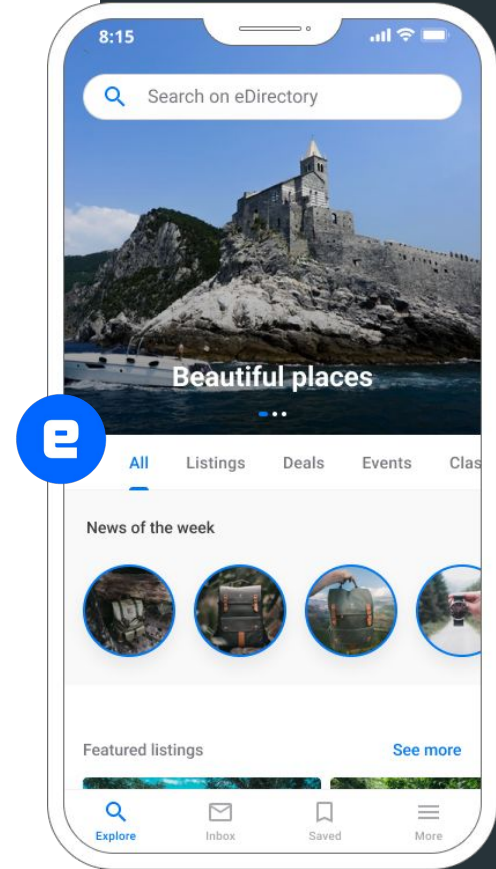 8:15
Search on eDirectory
Beautiful places
e
All Listings Deals Events Clas
News of the week
Featured listings See more
Explore Inbox Saved More